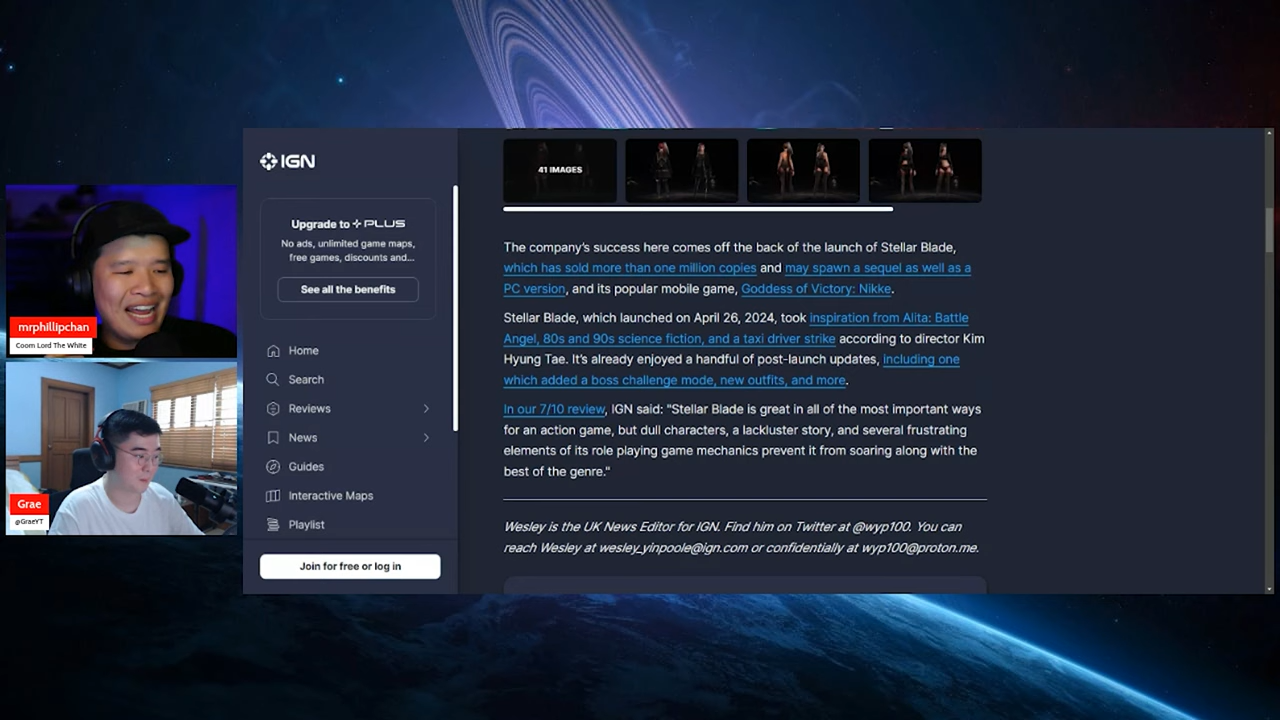 IGN
Upgrade to PLUS
No ads, unlimited game maps,
free games, discounts and...
See all the benefits
Home
Search
Reviews
News
Guides
Interactive Maps
Playlist
Join for free or log in
41 IMAGES
The company's success here comes off the back of the launch of Stellar Blade,
which has sold more than one million copies and may spawn a sequel as well as a
PC version, and its popular mobile game, Goddess of Victory: Nikke.
Stellar Blade, which launched on April 26, 2024, took inspiration from Alita: Battle
Angel, 80s and 90s science fiction, and a taxi driver strike according to director Kim
Hyung Tae. It's already enjoyed a handful of post-launch updates, including one
which added a boss challenge mode, new outfits, and more.
In our 7/10 review, IGN said: "Stellar Blade is great in all of the most important ways
for an action game, but dull characters, a lackluster story, and several frustrating
elements of its role playing game mechanics prevent it from soaring along with the
best of the genre."
Wesley is the UK News Editor for IGN. Find him on Twitter at @wyp100. You can
reach Wesley at wesley_yinpoole@ign.com or confidentially at wyp100@proton.me.
mrphillipchan
Coom Lord The White
Grae
@GraeYT